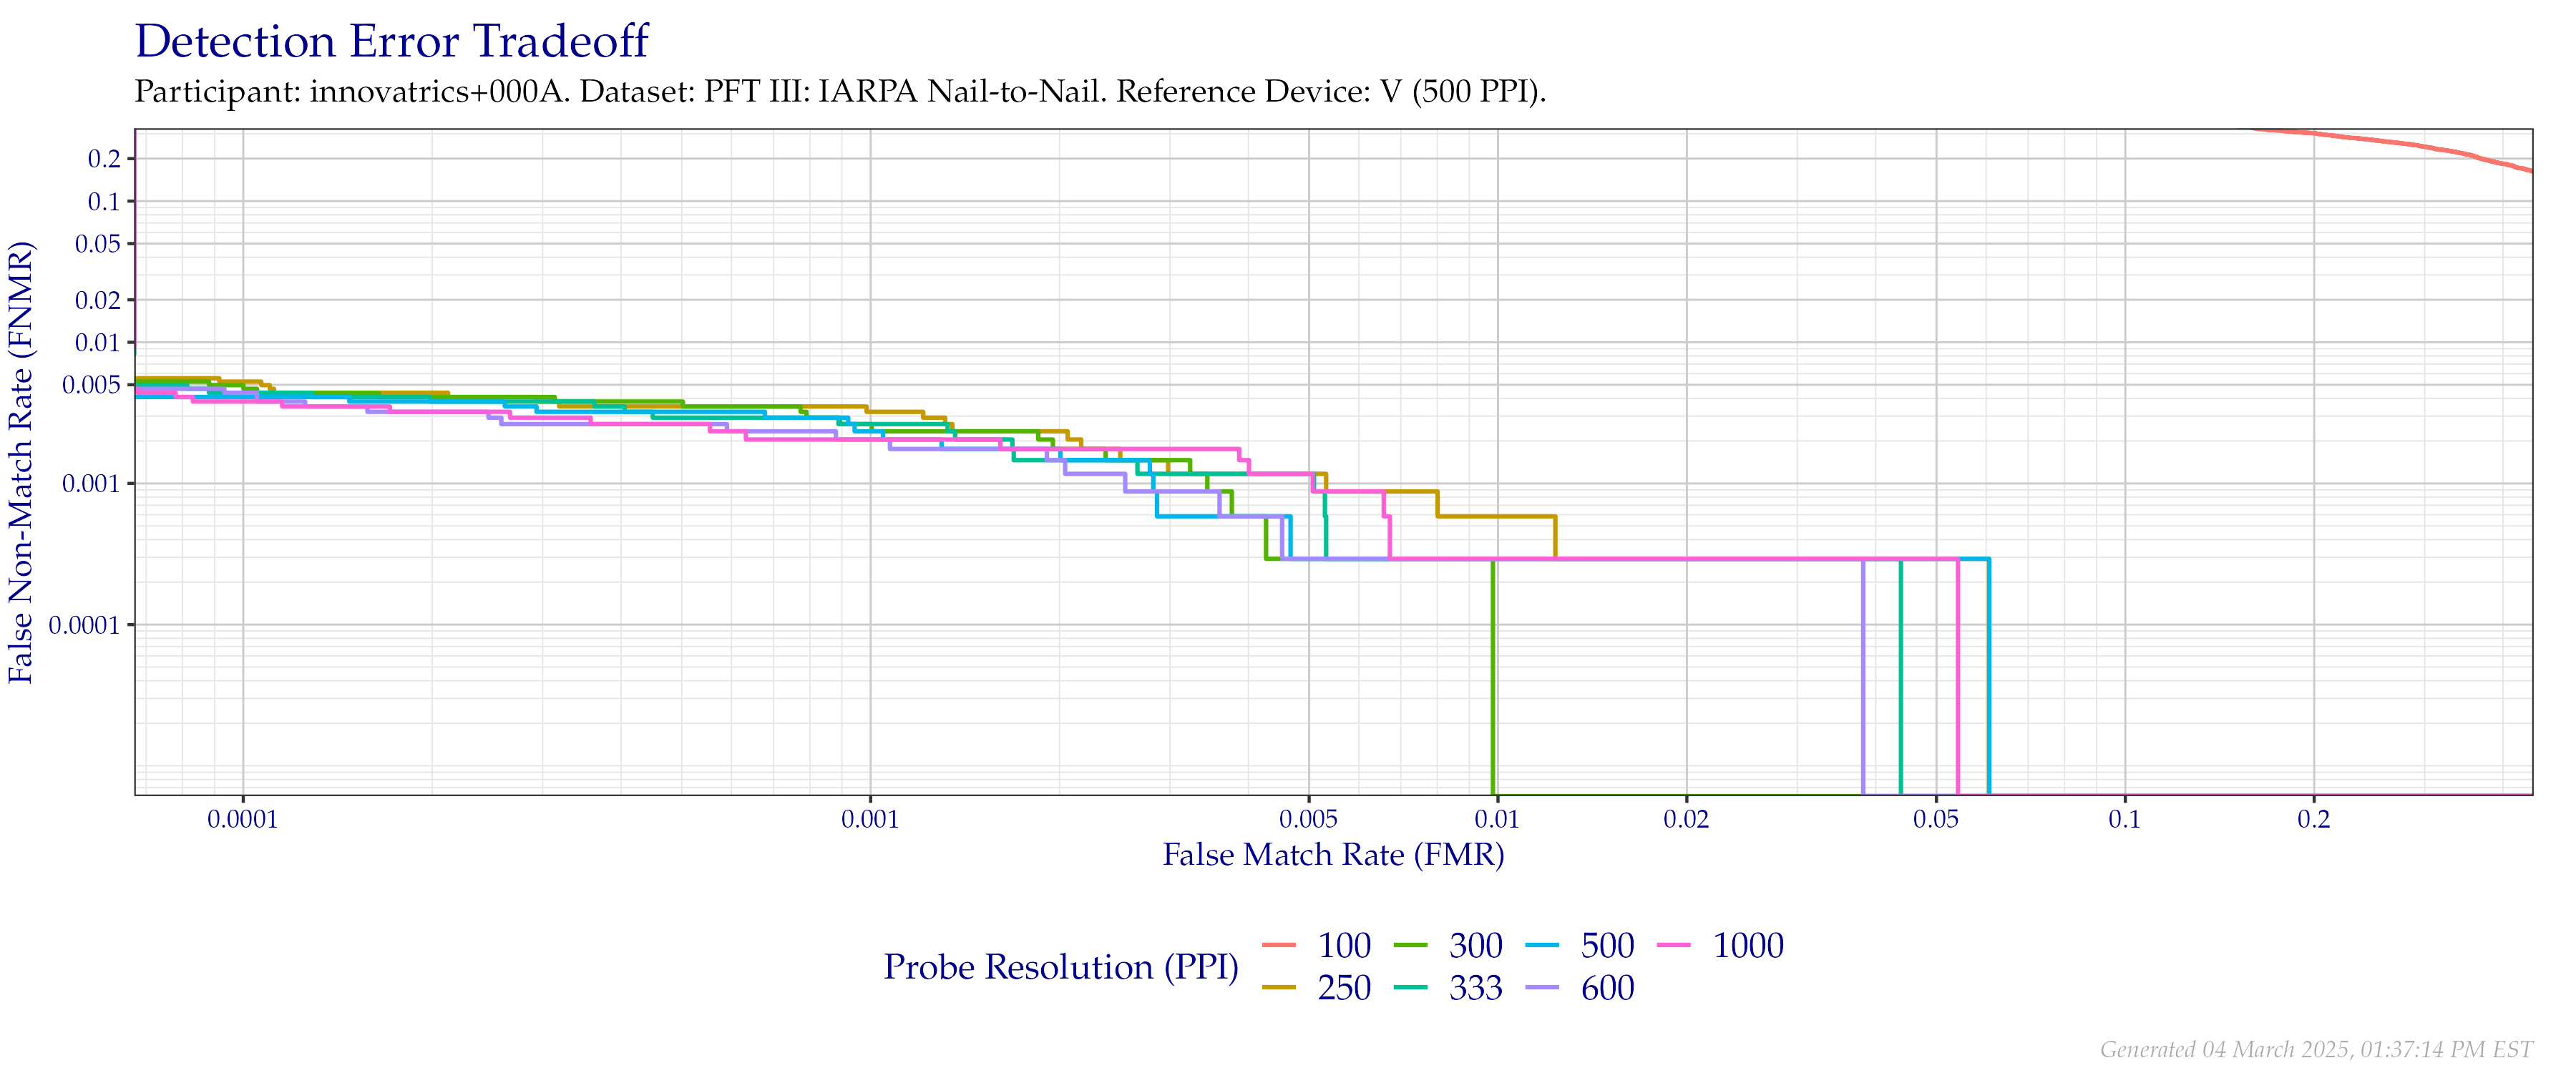 Detection Error Tradeoff
Participant: innovatrics+000A. Dataset: PFT III: IARPA Nail-to-Nail. Reference Device: V (500 PPI).
False Non-Match Rate (FNMR)
0.2
0.1
0.05
0.02
0.01
0.005
0.001
0.0001
0.0001 0.001 0.005 0.01 0.02 0.05 0.1 0.2
False Match Rate (FMR)
Probe Resolution (PPI)
100 300 500 1000
250 333 600
Generated 04 March 2025, 01:37:14 PM EST